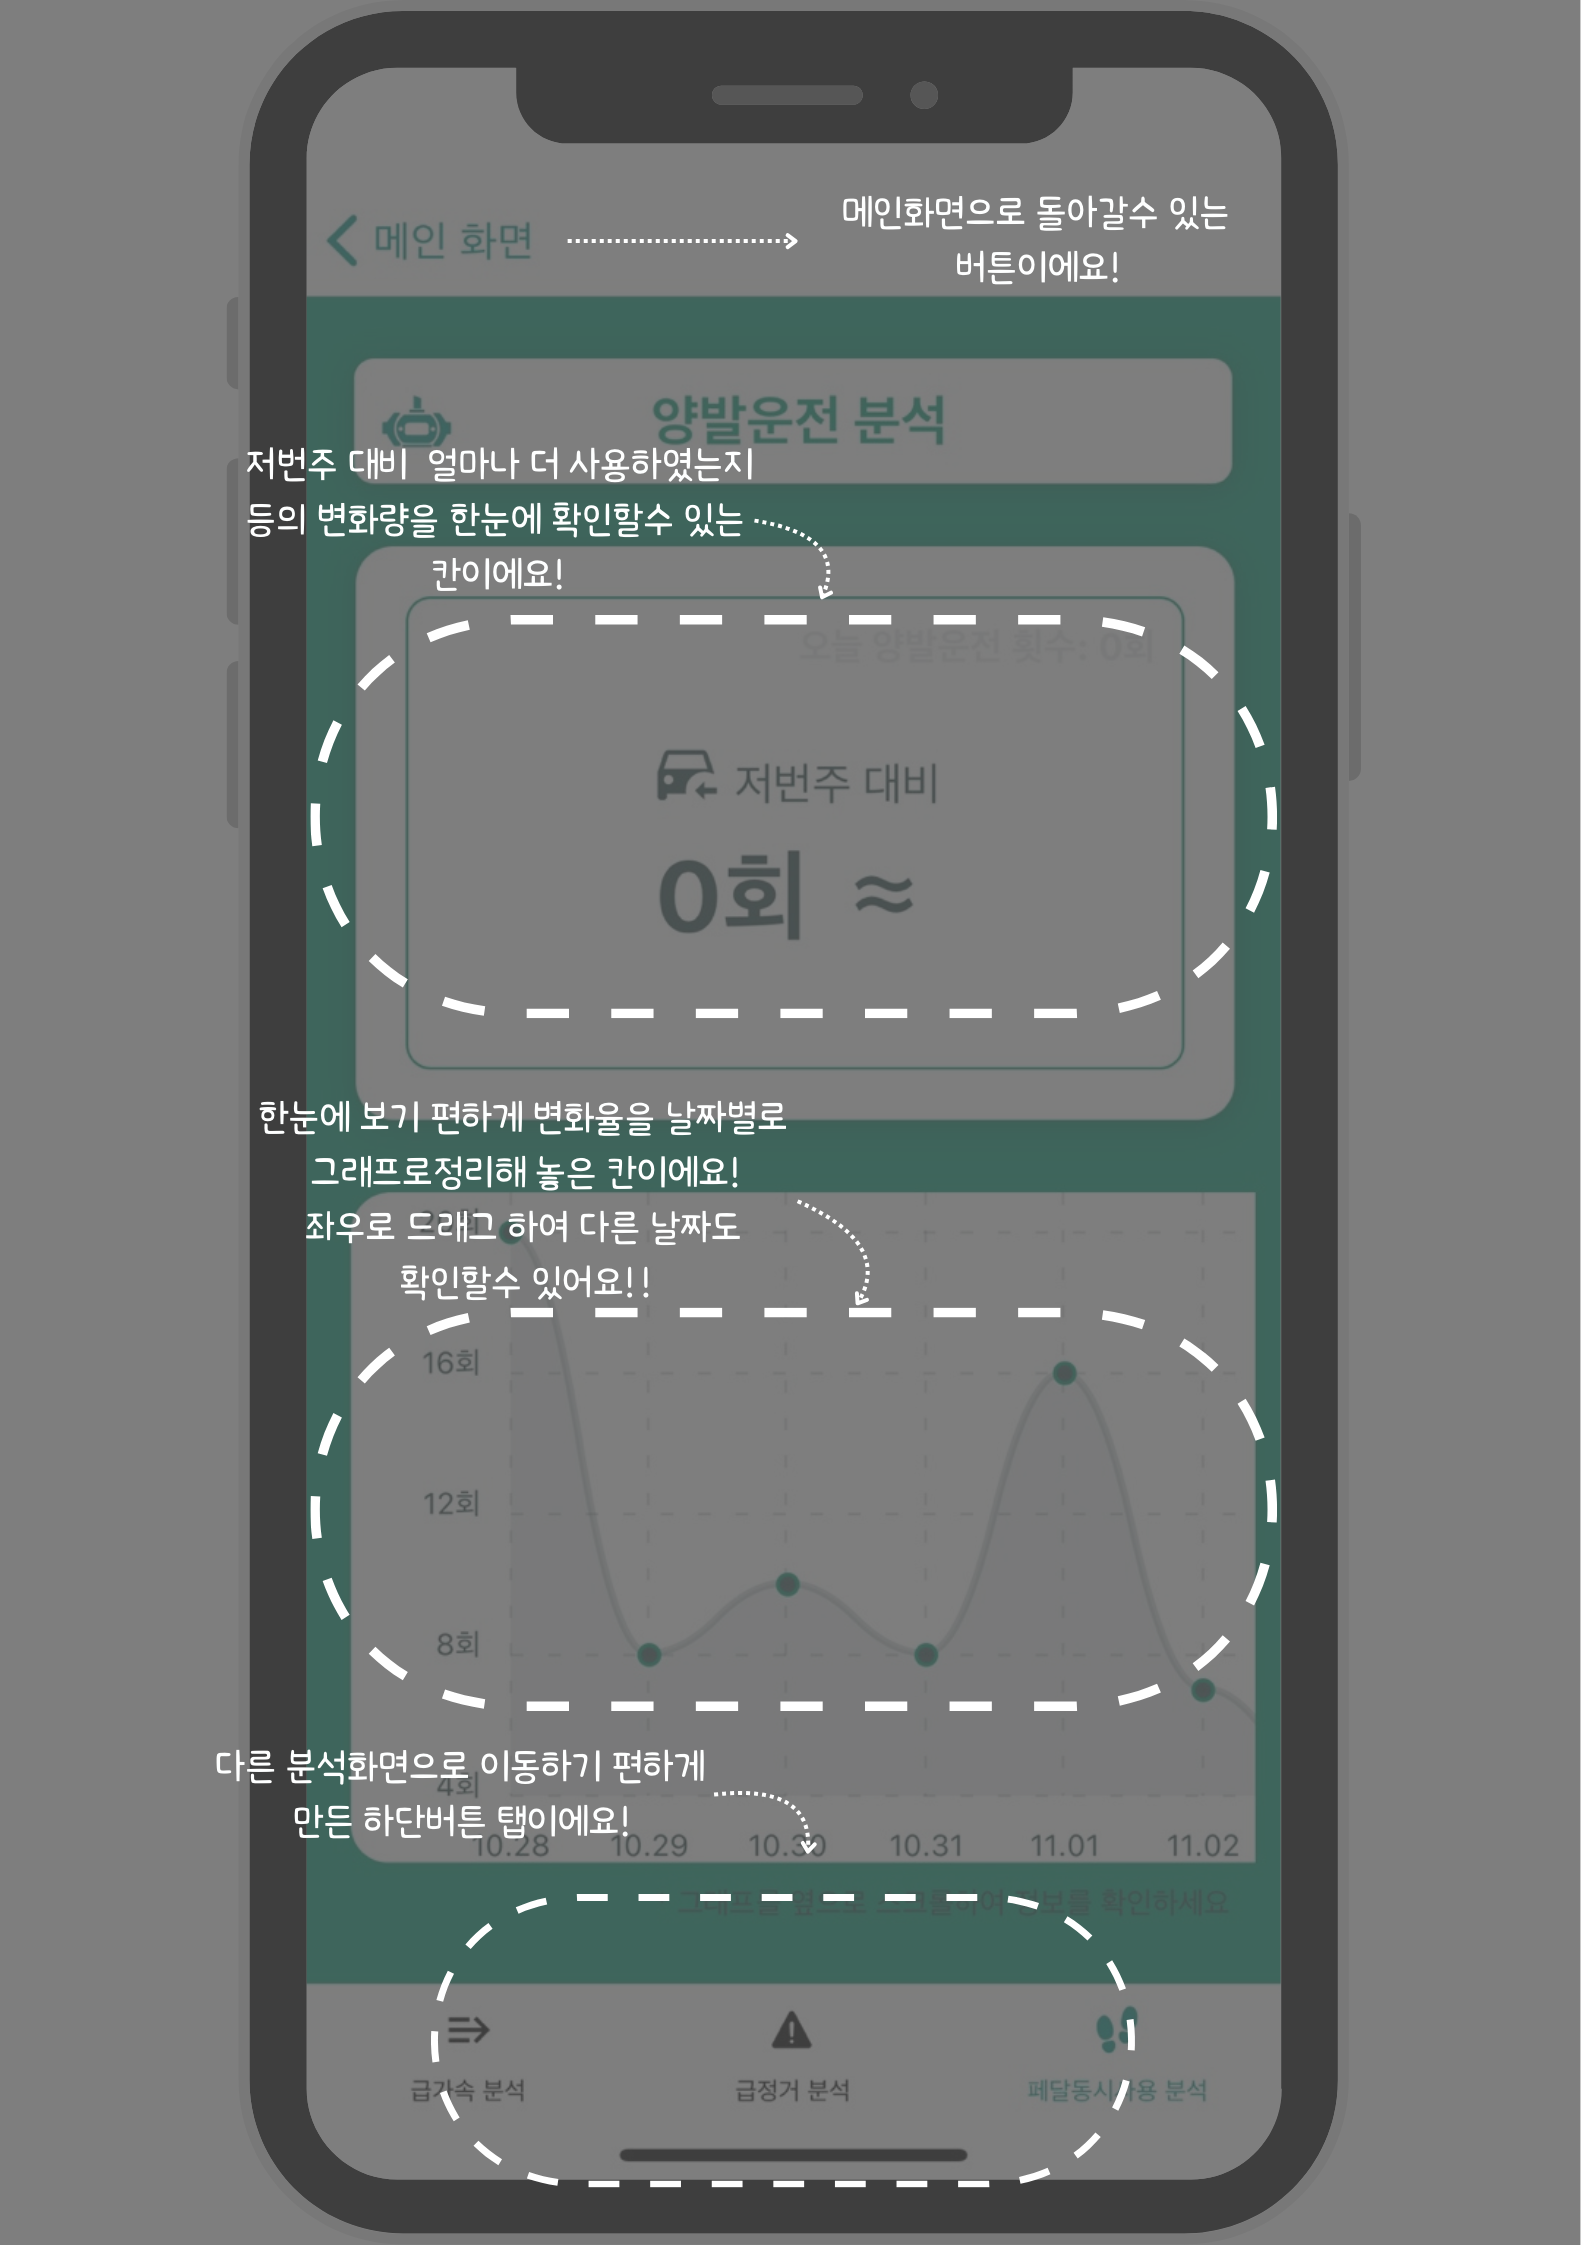 메인 화면
메인화면으로 돌아갈수 있는
버튼이에요!
양발운전 분석
저번주 대비 얼마나 더 사용하였는지
등의 변화량을 한눈에 확인할수 있는
칸이에요!
오늘 양발운전 횟수: 0회
저번주 대비
0회 ≈
한눈에 보기 편하게 변화율을 날짜별로
그래프로정리해 놓은 칸이에요!
좌우로 드래그 하여 다른 날짜도
확인할수 있어요!!
16회
12회
8회
다른 분석화면으로 이동하기 편하게
4회
만든 하단버튼 탭이에요!
10.28 10.29 10.30 10.31 11.01 11.02
그래프를 옆으로 스크롤하여 정보를 확인하세요
급가속 분석
급정거 분석
페달동시사용 분석